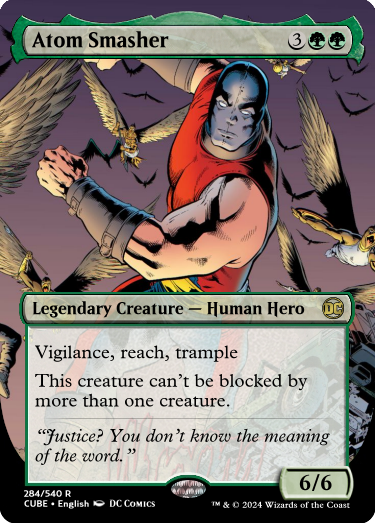 Atom Smasher 3
Legendary Creature — Human Hero DC
Vigilance, reach, trample
This creature can't be blocked by
more than one creature.
“Justice? You don't know the meaning
of the word.”
6/6
284/540 R
CUBE • English DC COMICS
™ & © 2024 Wizards of the Coast